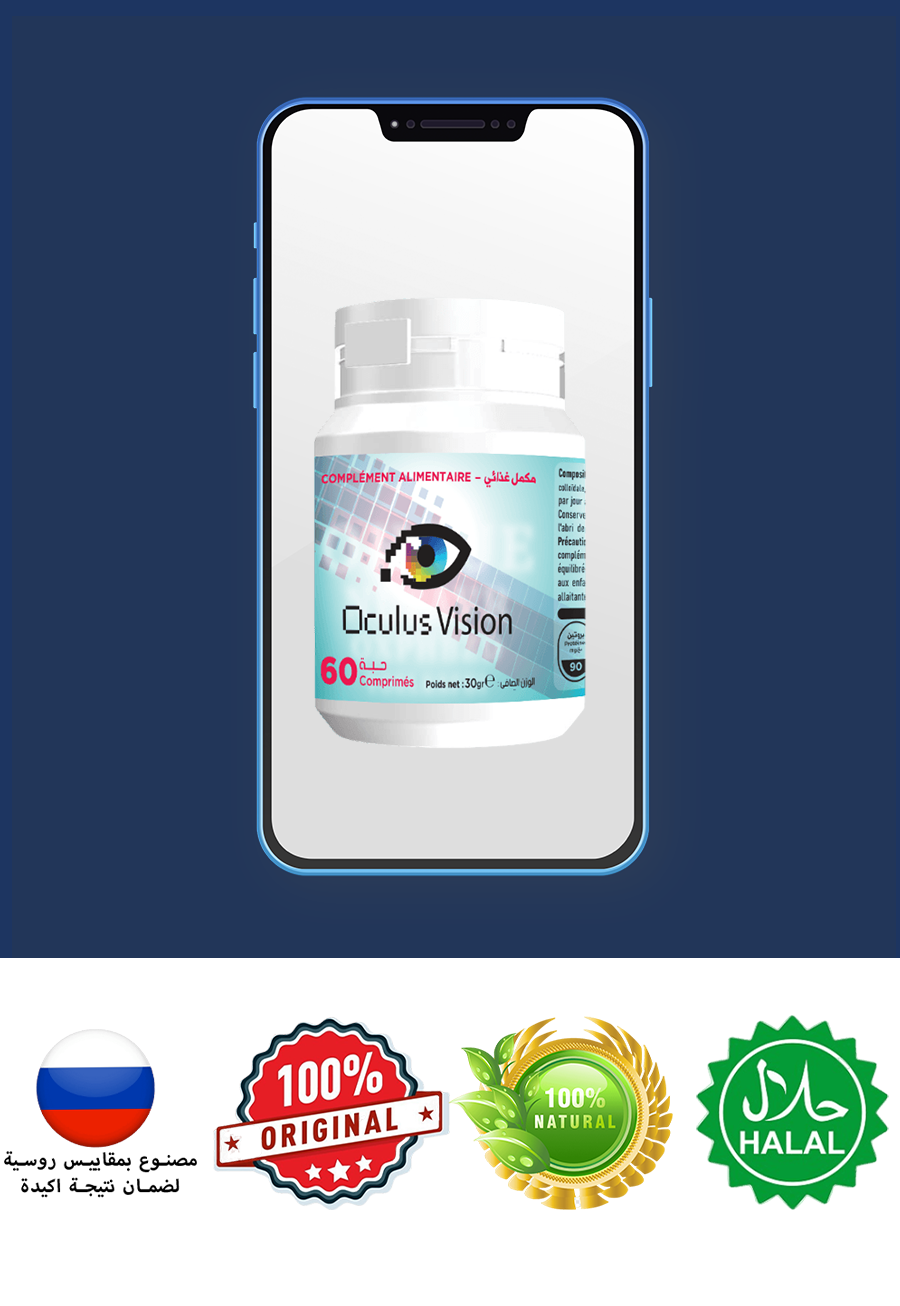 COMPLÉMENT ALIMENTAIRE – مكمل غذائي
Oculus Vision
60 حبة
Comprimés
Poids net : 30gr e الوزن الصافي :
colloïdale,
par jour
Conserve
l'abri de
complém
équilibré
aux enfa
allaitant
بروتين
90
مصنوع بمقاييس روسية
لضمان نتيجة اكيدة
100%
ORIGINAL
100%
NATURAL
حلال
HALAL